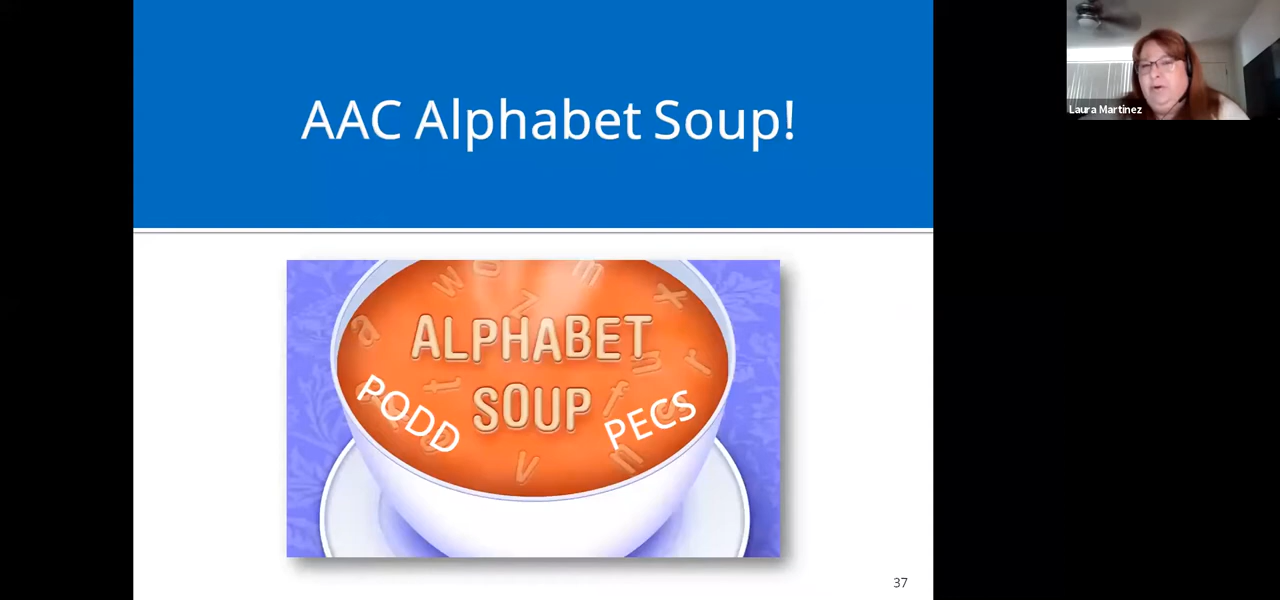 AAC Alphabet Soup!
Laura Martinez
ALPHABET
SOUP
PODD
PECS
37